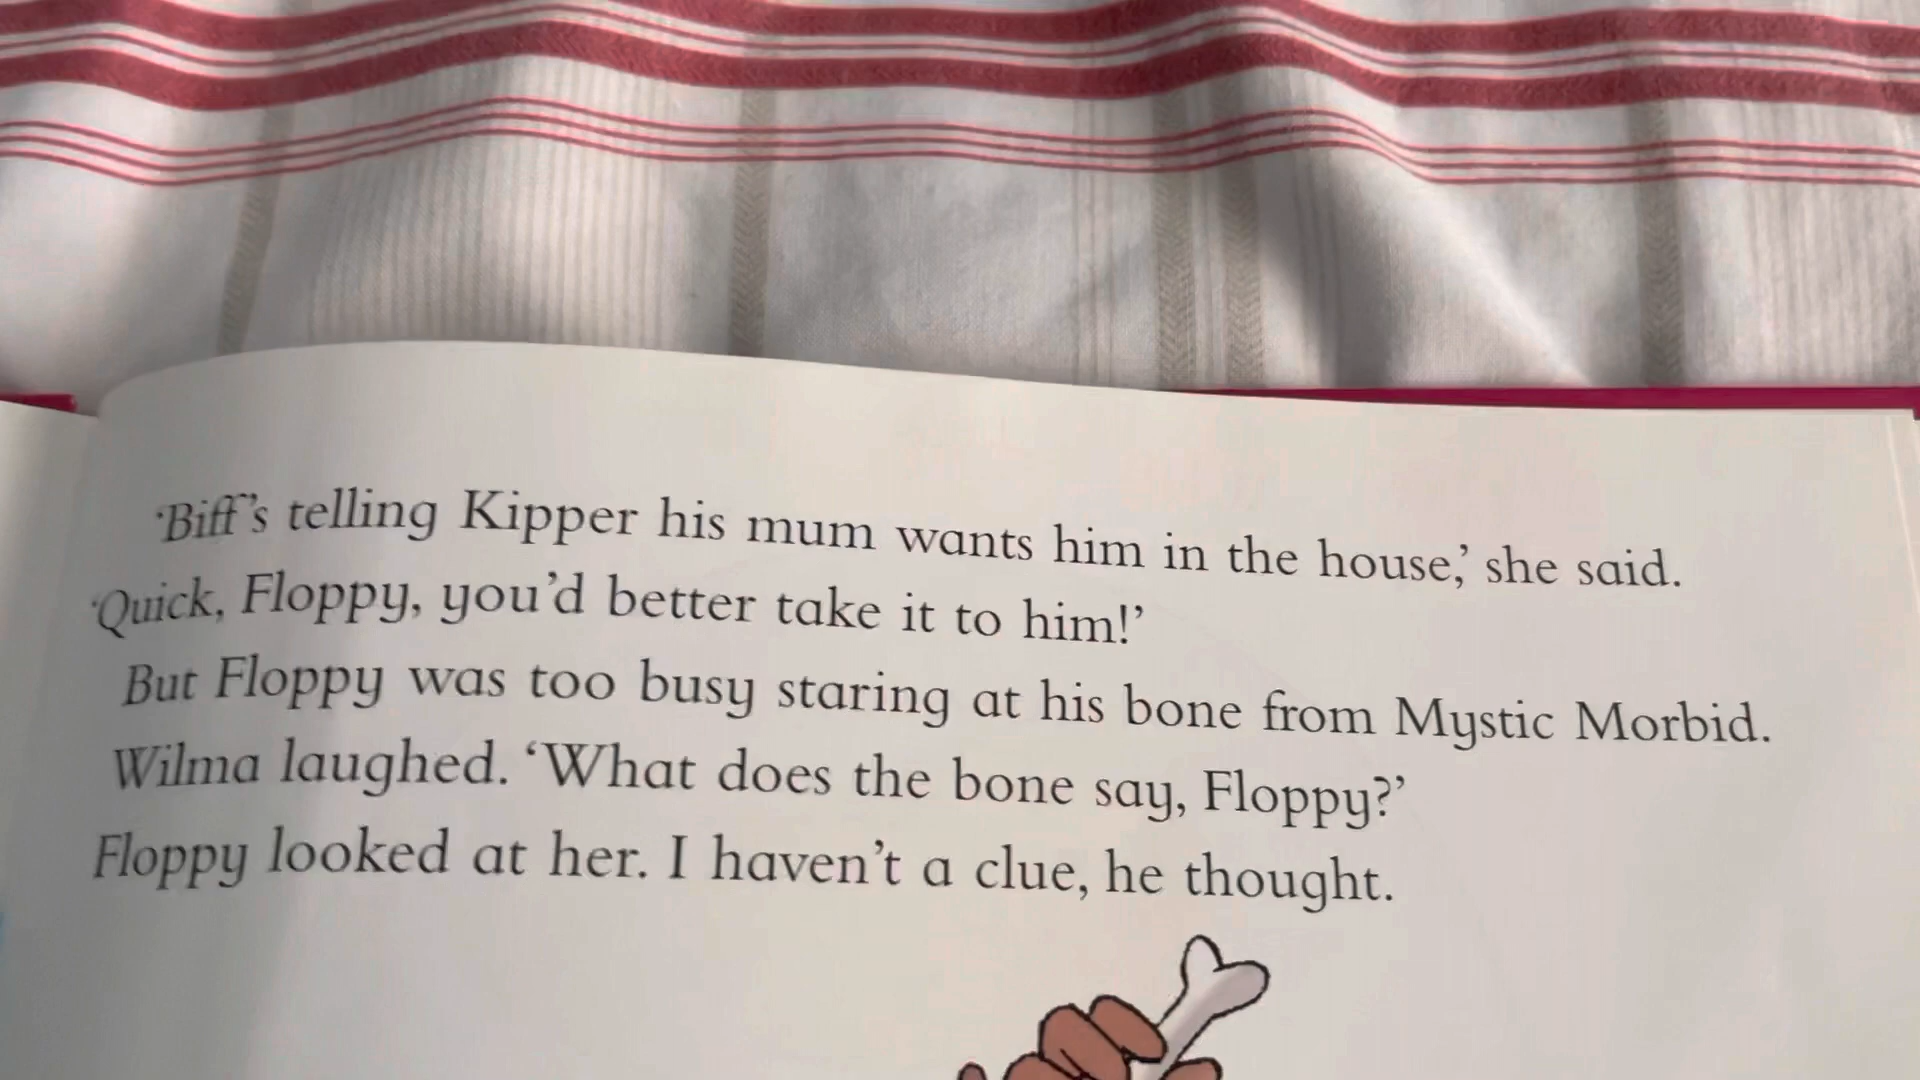 ‘Biff’s telling Kipper his mum wants him in the house,’ she said.
‘Quick, Floppy, you’d better take it to him!’
But Floppy was too busy staring at his bone from Mystic Morbid.
Wilma laughed. ‘What does the bone say, Floppy?’
Floppy looked at her. I haven’t a clue, he thought.